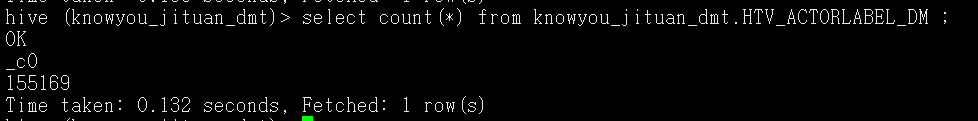 hive (knowyou_jituan_dmt)> select count(*) from knowyou_jituan_dmt.HTV_ACTORLABEL_DM ;
OK
_c0
155169
Time taken: 0.132 seconds, Fetched: 1 row(s)